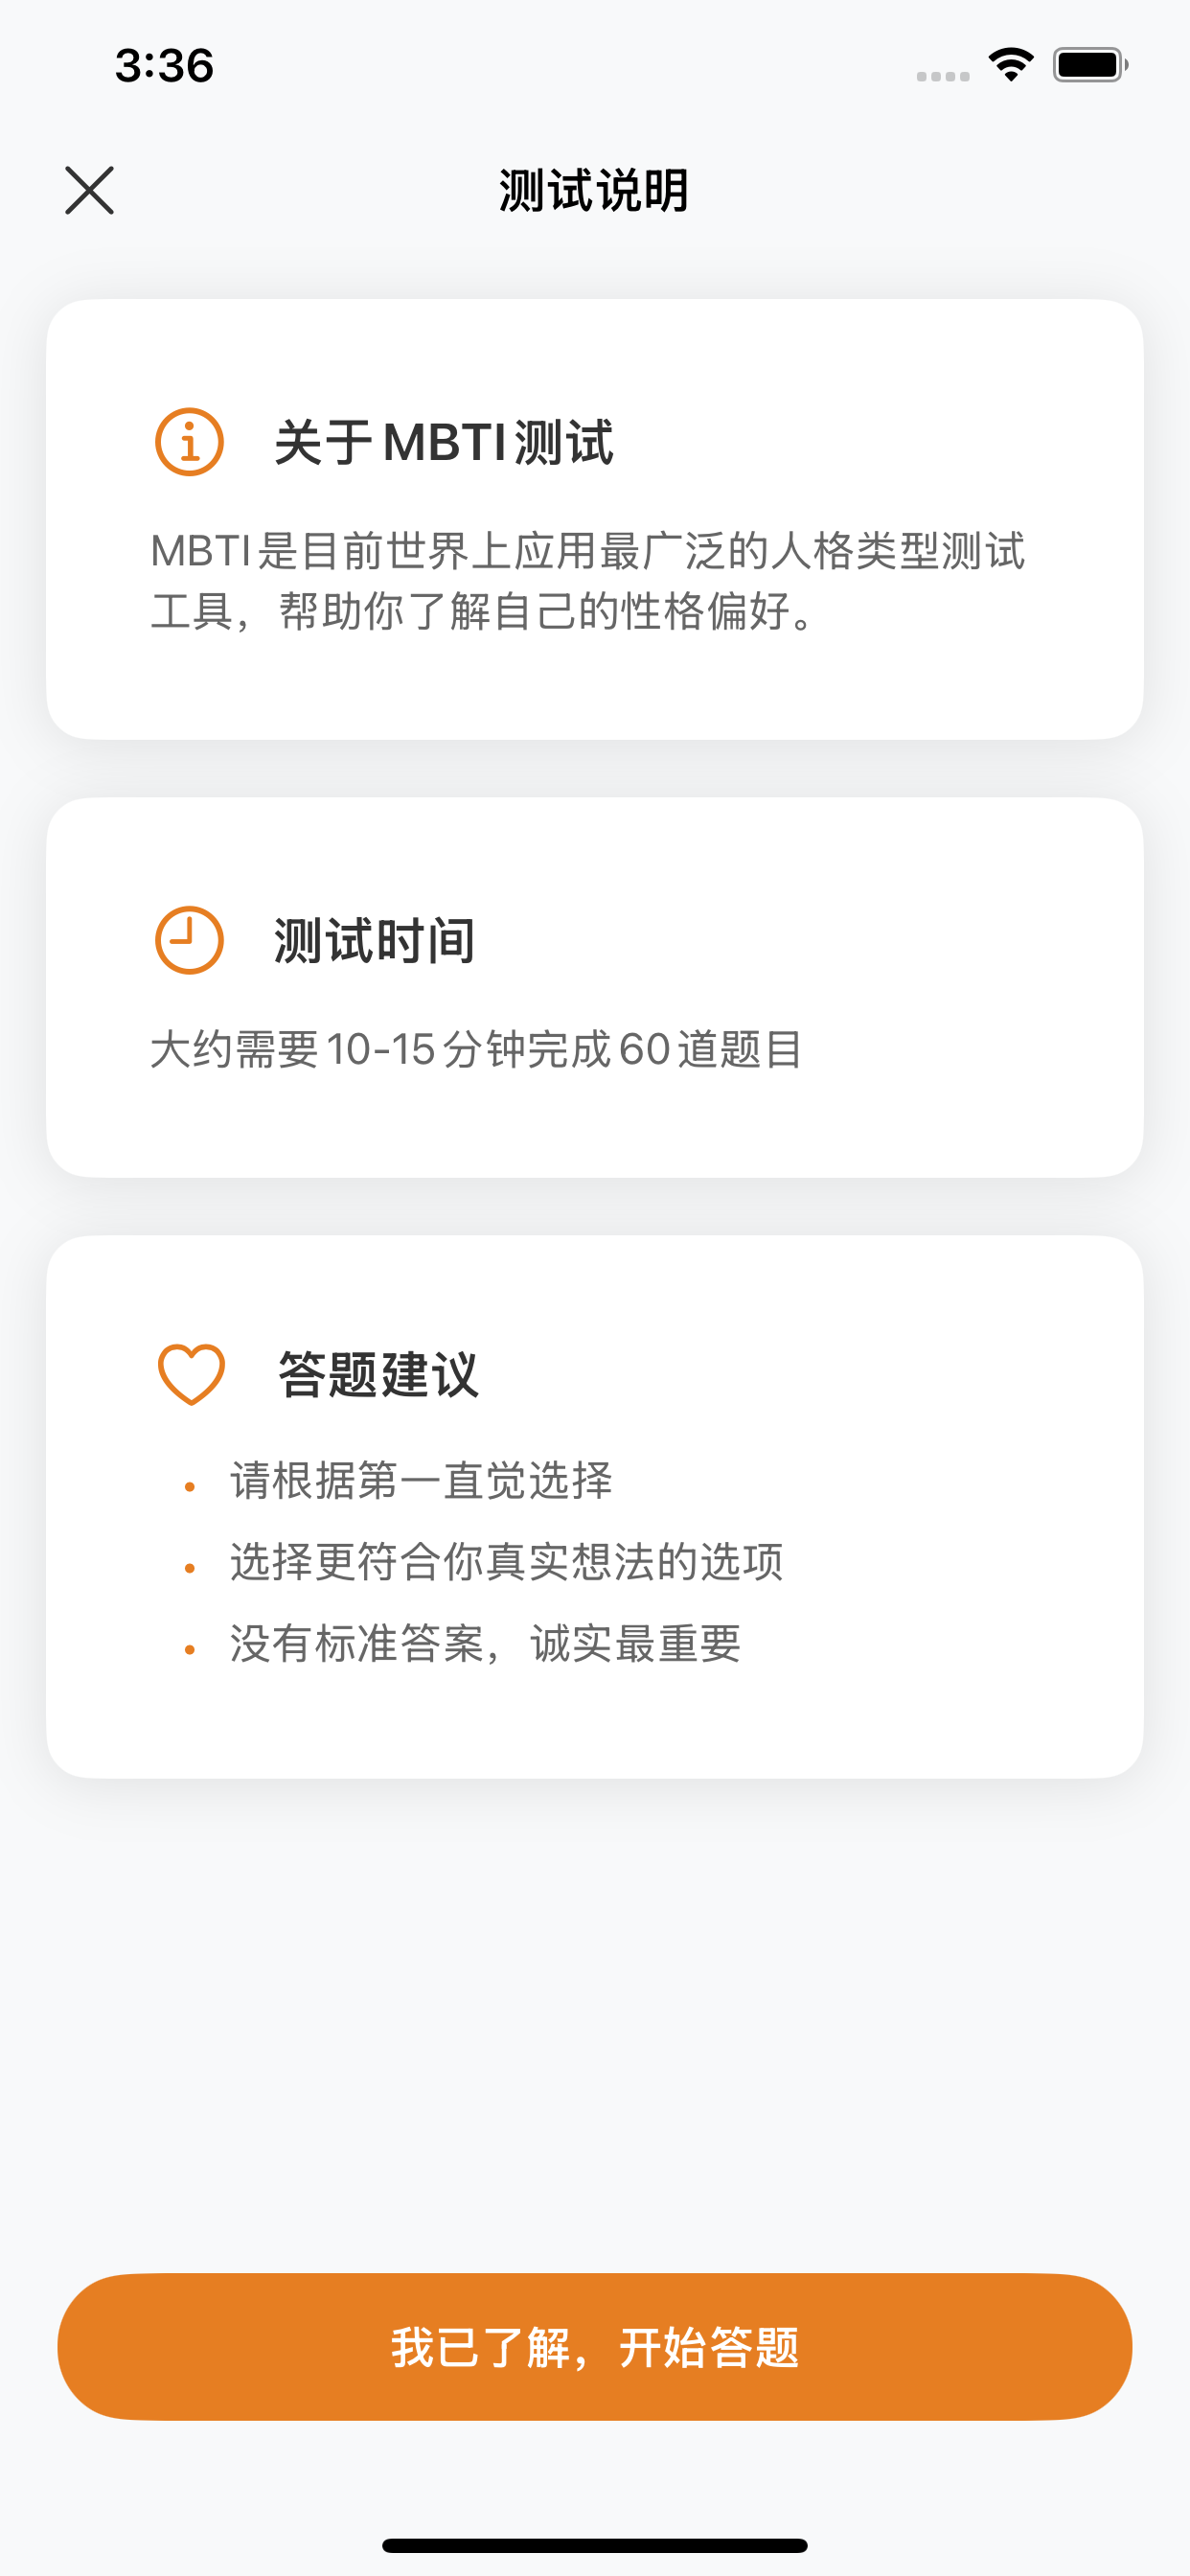 3:36
测试说明
关于 MBTI 测试
MBTI 是目前世界上应用最广泛的人格类型测试
工具，帮助你了解自己的性格偏好。
测试时间
大约需要 10-15 分钟完成 60 道题目
答题建议
• 请根据第一直觉选择
• 选择更符合你真实想法的选项
• 没有标准答案，诚实最重要
我已了解，开始答题